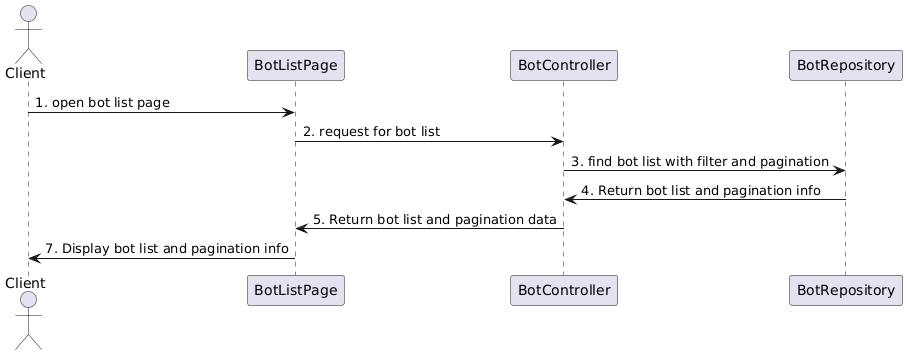 Client
BotListPage
BotController
BotRepository
1. open bot list page
2. request for bot list
3. find bot list with filter and pagination
4. Return bot list and pagination info
5. Return bot list and pagination data
7. Display bot list and pagination info
Client
BotListPage
BotController
BotRepository